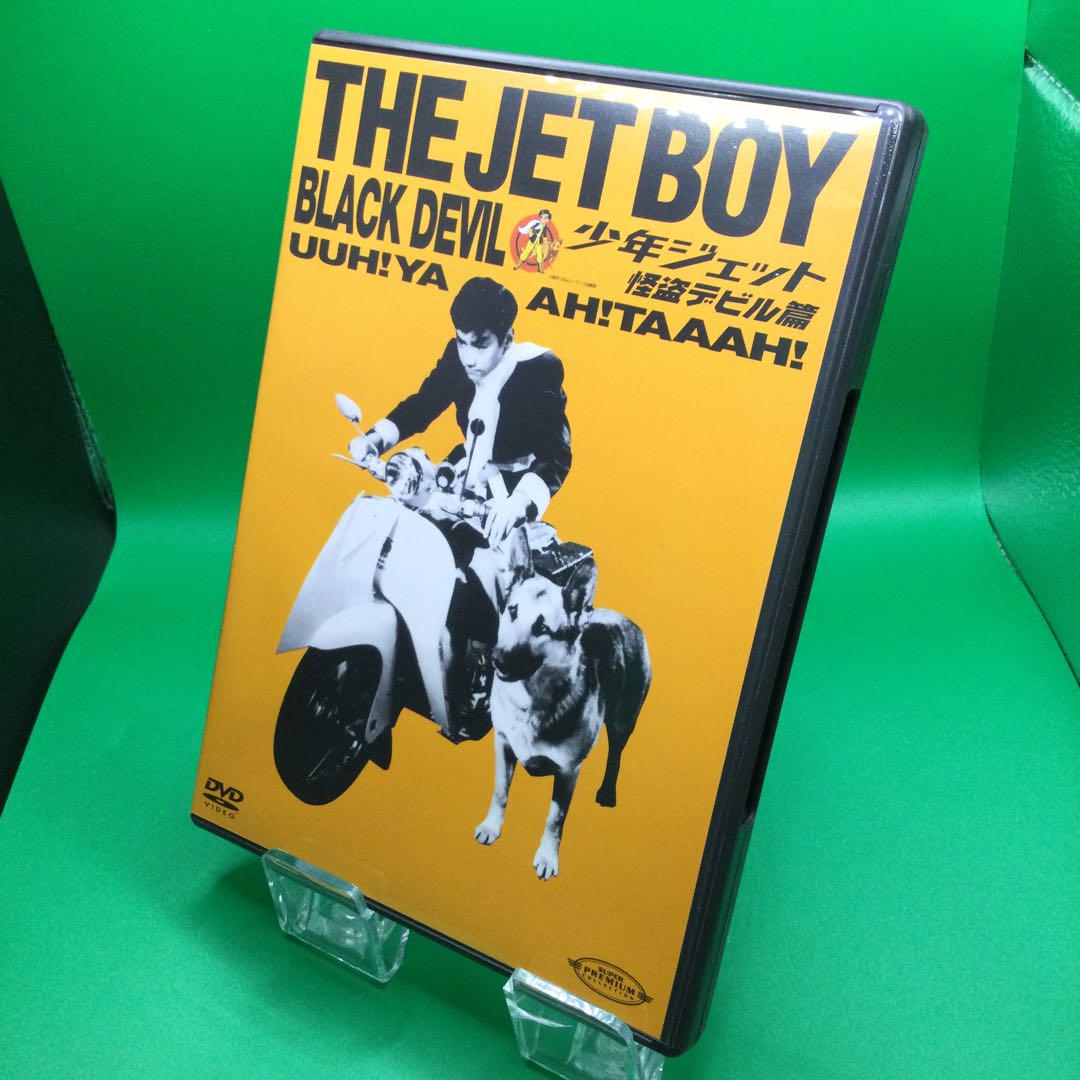 THE JET BOY
BLACK DEVIL
少年ジェット
怪盗デビル篇
UUH!YA
AH!TAAAH!
DVD
VIDEO
SUPER
PREMIUM
COLLECTION